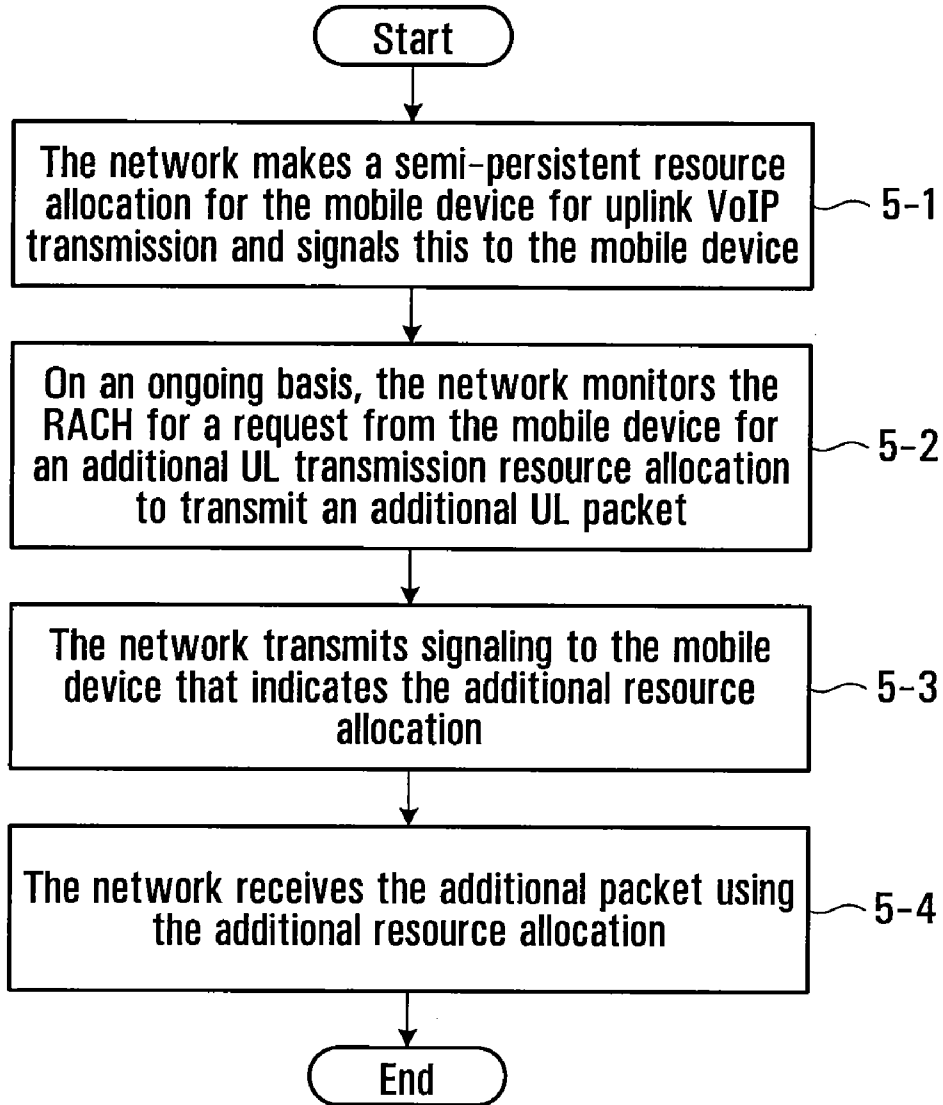 Start
The network makes a semi-persistent resource
allocation for the mobile device for uplink VoIP
transmission and signals this to the mobile device
5-1
On an ongoing basis, the network monitors the
RACH for a request from the mobile device for
an additional UL transmission resource allocation
to transmit an additional UL packet
5-2
The network transmits signaling to the mobile
device that indicates the additional resource
allocation
5-3
The network receives the additional packet using
the additional resource allocation
5-4
End